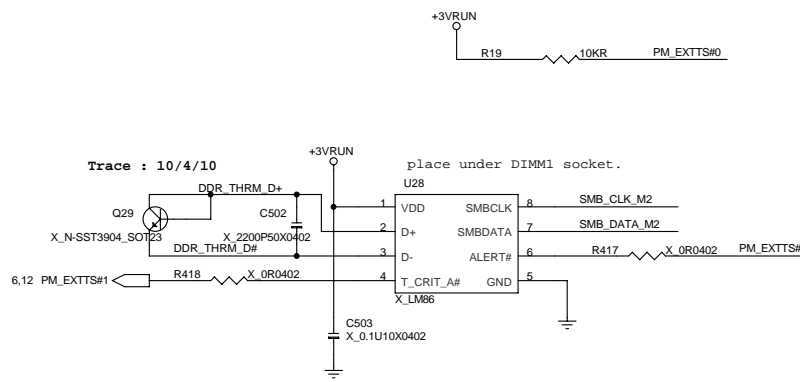 +3VRUN
R19 10KR PM_EXTTS#0
+3VRUN
Trace : 10/4/10
place under DIMM1 socket.
DDR_THRM_D+
U28
Q29
C502
1 VDD SMBCLK 8 SMB_CLK_M2
X_N-SST3904_SOT23
X_2200P50X0402
2 D+ SMBDATA 7 SMB_DATA_M2
DDR_THRM_D#
3 D- ALERT# 6 R417 X_0R0402 PM_EXTTS#
6,12 PM_EXTTS#1 R418 X_0R0402 4 T_CRIT_A# GND 5
X_LM86
C503
X_0.1U10X0402